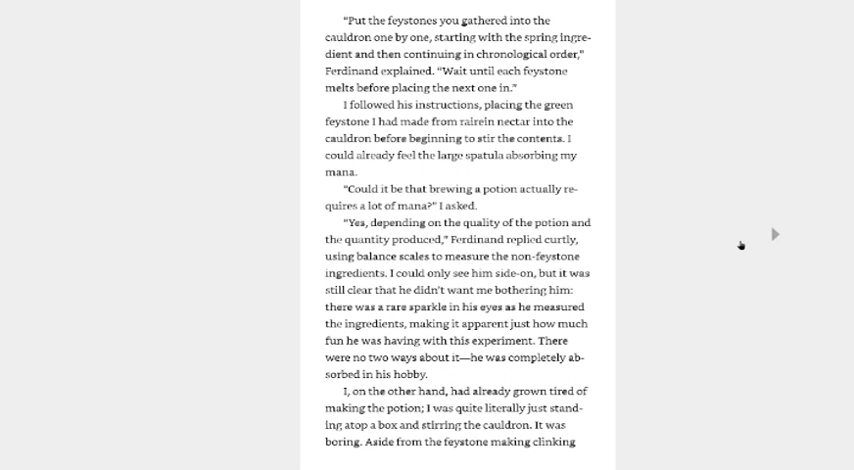 “Put the feystones you gathered into the
cauldron one by one, starting with the spring ingre-
dient and then continuing in chronological order,”
Ferdinand explained. “Wait until each feystone
melts before placing the next one in.”
I followed his instructions, placing the green
feystone I had made from rairein nectar into the
cauldron before beginning to stir the contents. I
could already feel the large spatula absorbing my
mana.
“Could it be that brewing a potion actually re-
quires a lot of mana?” I asked.
“Yes, depending on the quality of the potion and
the quantity produced,” Ferdinand replied curtly,
using balance scales to measure the non-feystone
ingredients. I could only see him side-on, but it was
still clear that he didn’t want me bothering him:
there was a rare sparkle in his eyes as he measured
the ingredients, making it apparent just how much
fun he was having with this experiment. There
were no two ways about it—he was completely ab-
sorbed in his hobby.
I, on the other hand, had already grown tired of
making the potion; I was quite literally just stand-
ing atop a box and stirring the cauldron. It was
boring. Aside from the feystone making clinking